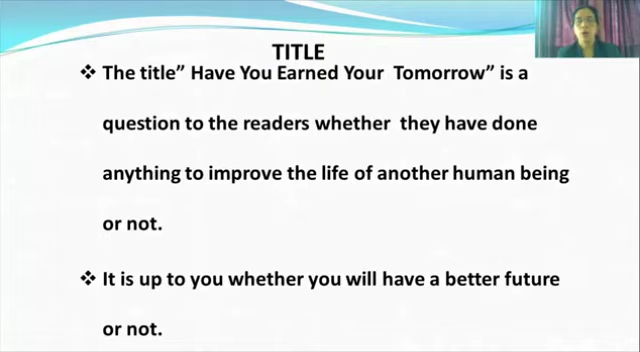 TITLE
❖ The title” Have You Earned Your Tomorrow” is a
question to the readers whether they have done
anything to improve the life of another human being
or not.
❖ It is up to you whether you will have a better future
or not.